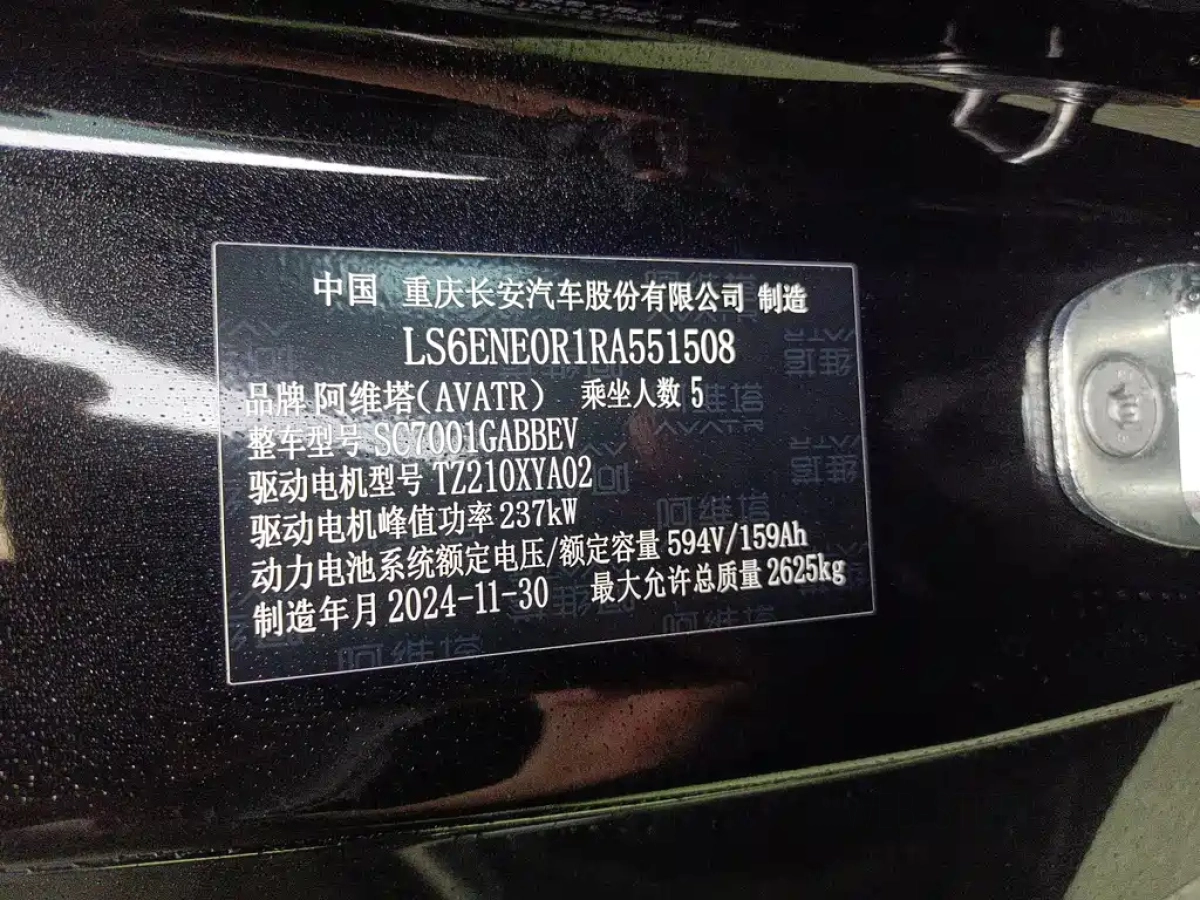 中国 重庆长安汽车股份有限公司 制造
LS6ENE0R1RA551508
品牌 阿维塔(AVATR) 乘坐人数 5
整车型号 SC7001GABBEV
驱动电机型号 TZ210XYA02
驱动电机峰值功率 237kW
动力电池系统额定电压/额定容量 594V/159Ah
制造年月 2024-11-30 最大允许总质量 2625kg